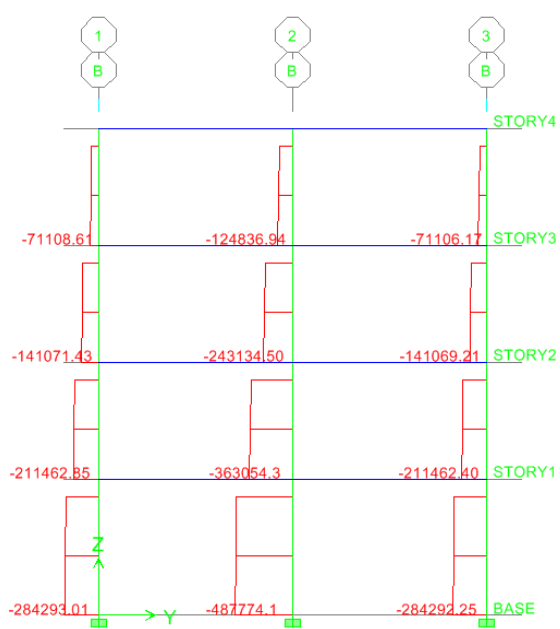 1 2 3
B B B
STORY4
-71108.61 -124836.94 -71106.17 STORY3
-141071.43 -243134.50 -141069.21 STORY2
-211462.85 -363054.3 -211462.40 STORY1
Z
-284293.01 Y -487774.1 -284292.25 BASE